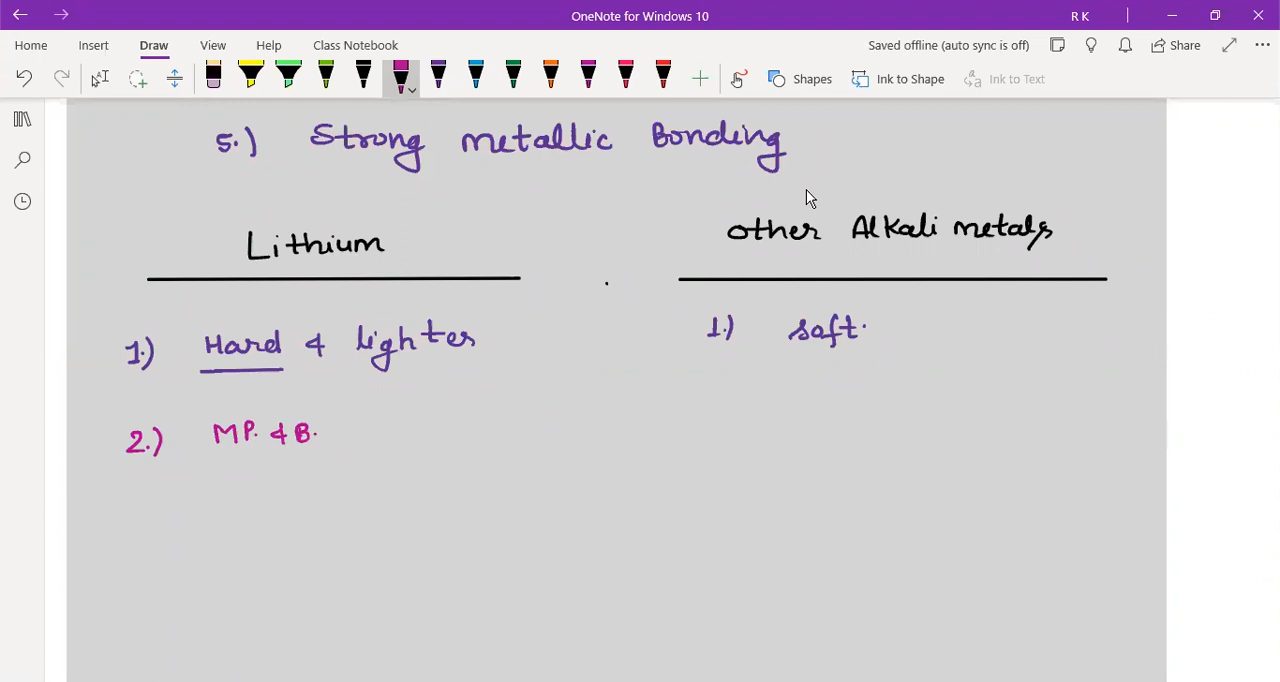 OneNote for Windows 10
R K
Home Insert Draw View Help Class Notebook
Saved offline (auto sync is off) Share
Shapes Ink to Shape Ink to Text
5.) Strong metallic Bonding
Lithium
other Alkali metals
1.) Hard & lighter
1.) soft.
2.) MP. & B.